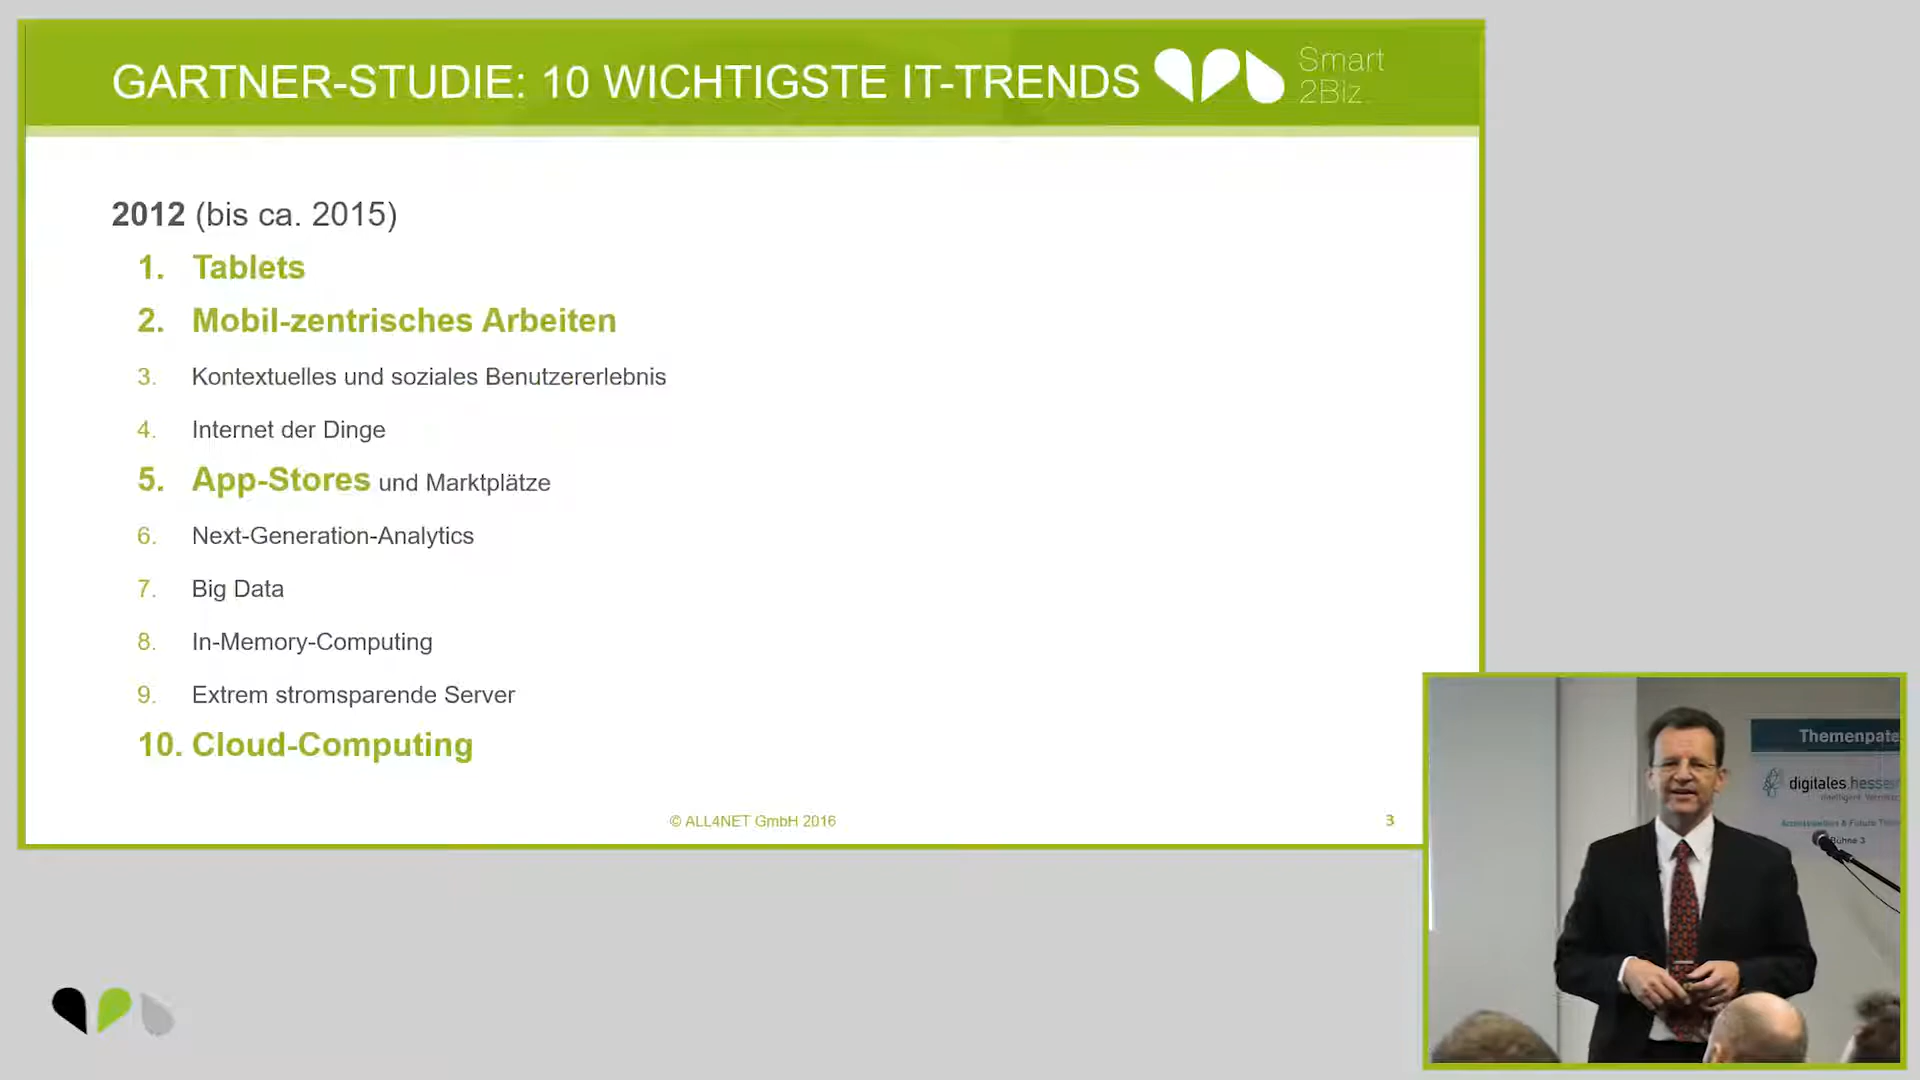 GARTNER-STUDIE: 10 WICHTIGSTE IT-TRENDS
Smart
2Biz
2012 (bis ca. 2015)
1. Tablets
2. Mobil-zentrisches Arbeiten
3. Kontextuelles und soziales Benutzererlebnis
4. Internet der Dinge
5. App-Stores und Marktplätze
6. Next-Generation-Analytics
7. Big Data
8. In-Memory-Computing
9. Extrem stromsparende Server
10. Cloud-Computing
© ALL4NET GmbH 2016
3
Themenpate
digitales.hesse
Bühne 3